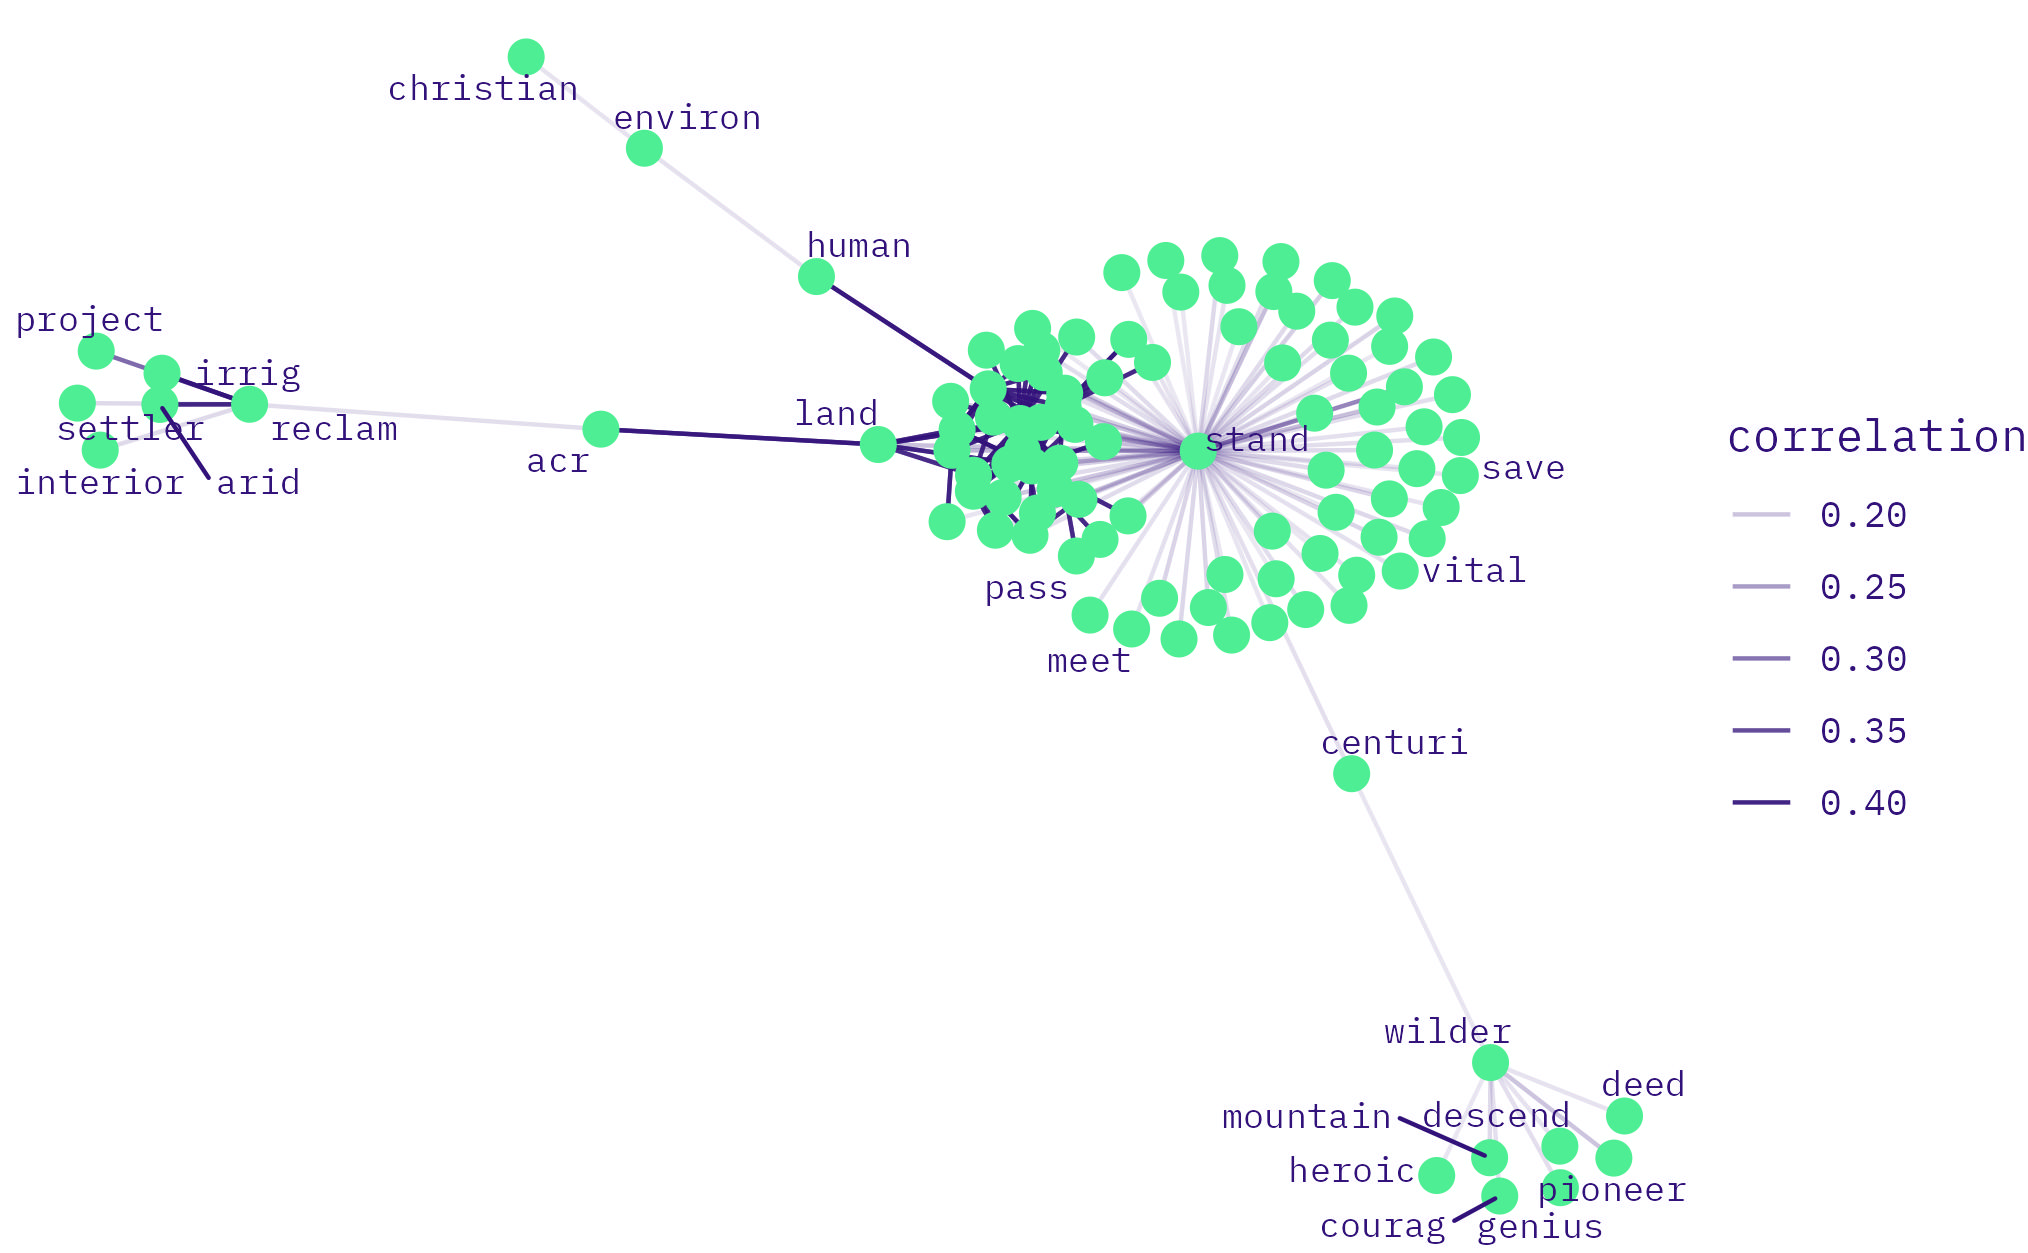 christian
environ
human
project
irrig
settler
reclam
interior
arid
acr
land
stand
save
pass
vital
meet
centuri
wilder
deed
mountain
descend
heroic
pioneer
courag
genius
correlation
0.20
0.25
0.30
0.35
0.40